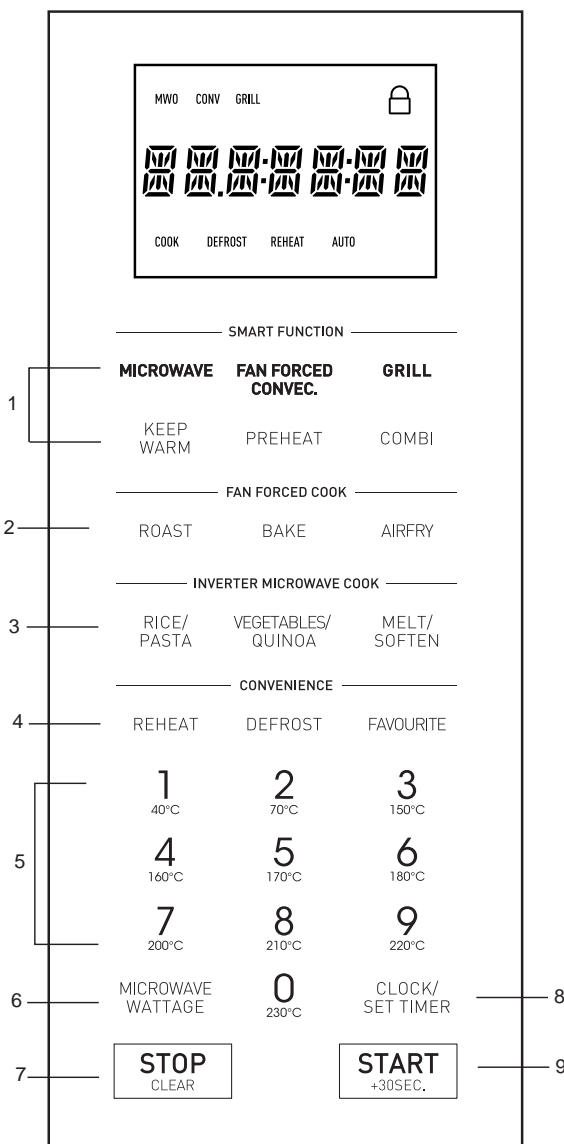 MWO CONV GRILL
COOK DEFROST REHEAT AUTO
SMART FUNCTION
1
MICROWAVE FAN FORCED CONVEC. GRILL
KEEP WARM PREHEAT COMBI
FAN FORCED COOK
2 ROAST BAKE AIRFRY
INVERTER MICROWAVE COOK
3 RICE/ PASTA VEGETABLES/ QUINOA MELT/ SOFTEN
CONVENIENCE
4 REHEAT DEFROST FAVOURITE
1 2 3
40°C 70°C 150°C
5
4 5 6
160°C 170°C 180°C
7 8 9
200°C 210°C 220°C
6 MICROWAVE WATTAGE 0 CLOCK/ SET TIMER 8
230°C
7 STOP START 9
CLEAR +30SEC.